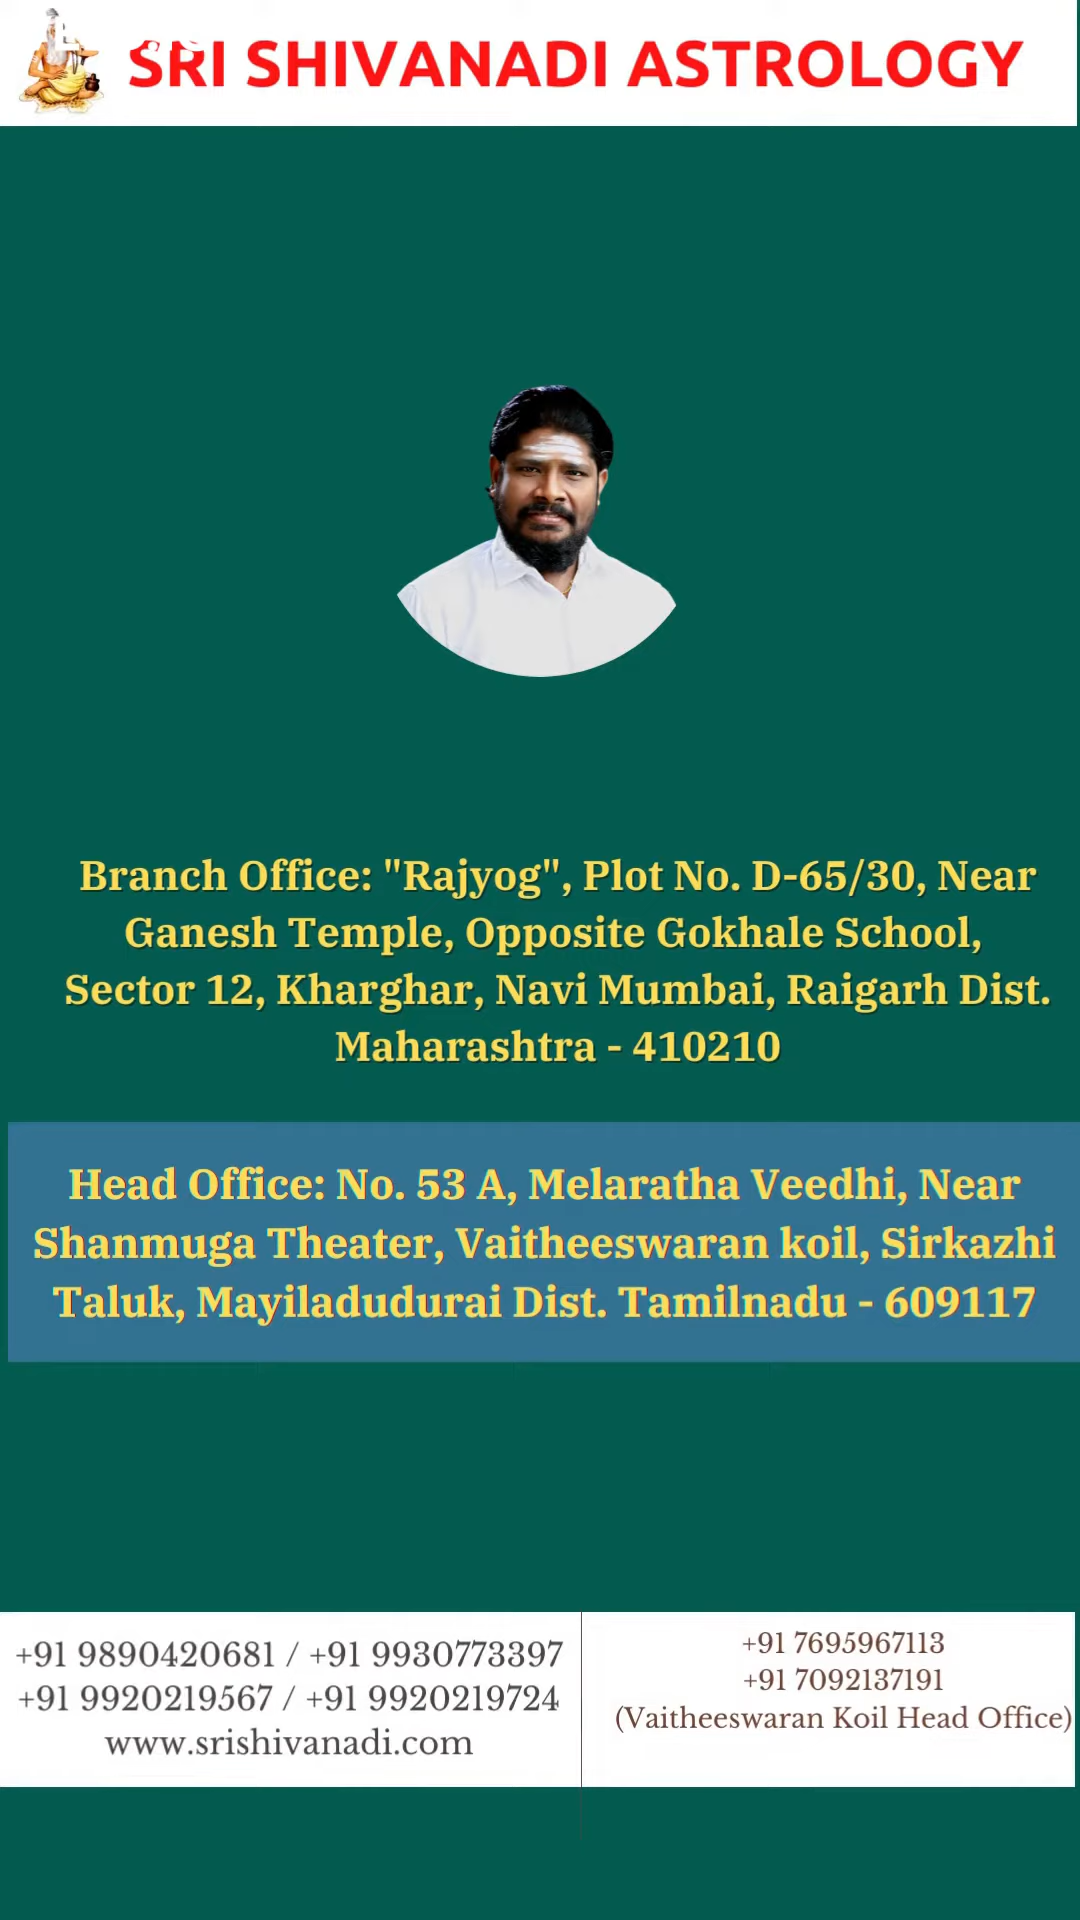 SRI SHIVANADI ASTROLOGY
Branch Office: "Rajyog", Plot No. D-65/30, Near
Ganesh Temple, Opposite Gokhale School,
Sector 12, Kharghar, Navi Mumbai, Raigarh Dist.
Maharashtra - 410210
Head Office: No. 53 A, Melaratha Veedhi, Near
Shanmuga Theater, Vaitheeswaran koil, Sirkazhi
Taluk, Mayiladudurai Dist. Tamilnadu - 609117
+91 9890420681 / +91 9930773397
+91 9920219567 / +91 9920219724
www.srishivanadi.com
+91 7695967113
+91 7092137191
(Vaitheeswaran Koil Head Office)